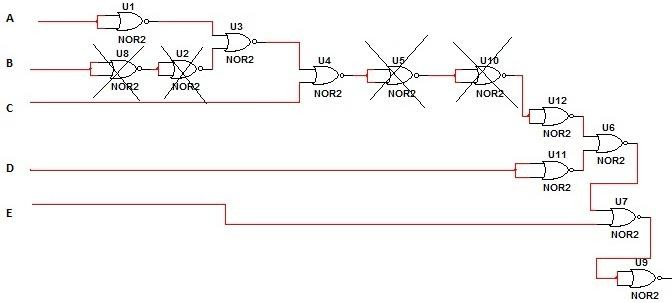 A
U1
NOR2
U3
NOR2
B
U8
NOR2
U2
NOR2
U4
NOR2
U5
NOR2
U10
NOR2
C
U12
NOR2
U6
NOR2
D
U11
NOR2
E
U7
NOR2
U9
NOR2